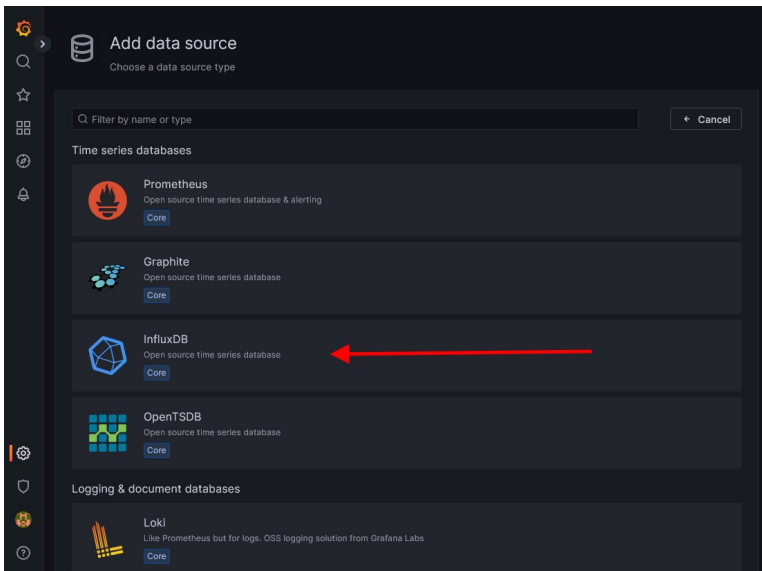 Add data source
Choose a data source type
Filter by name or type
Cancel
Time series databases
Prometheus
Open source time series database & alerting
Core
Graphite
Open source time series database
Core
InfluxDB
Open source time series database
Core
OpenTSDB
Open source time series database
Core
Logging & document databases
Loki
Like Prometheus but for logs. OSS logging solution from Grafana Labs
Core